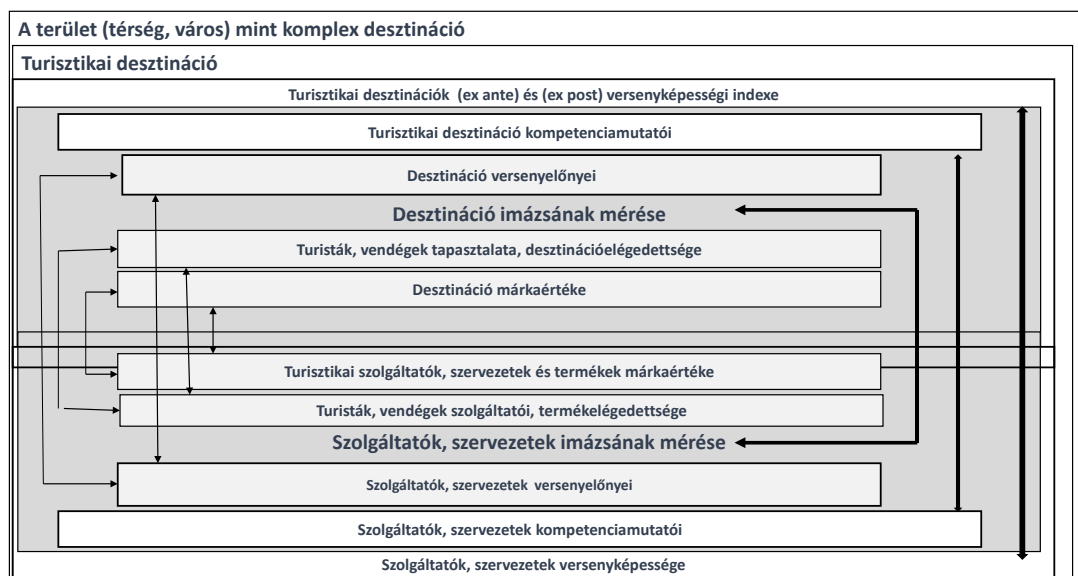 A terület (térség, város) mint komplex desztináció
Turisztikai desztináció
Turisztikai desztinációk (ex ante) és (ex post) versenyképességi indexe
Turisztikai desztináció kompetenciamutatói
Desztináció versenyelőnyei
Desztináció imázsának mérése
Turisták, vendégek tapasztalata, desztinációelégedettsége
Desztináció márkaértéke
Turisztikai szolgáltatók, szervezetek és termékek márkaértéke
Turisták, vendégek szolgáltatói, termékelégedettsége
Szolgáltatók, szervezetek imázsának mérése
Szolgáltatók, szervezetek versenyelőnyei
Szolgáltatók, szervezetek kompetenciamutatói
Szolgáltatók, szervezetek versenyképessége